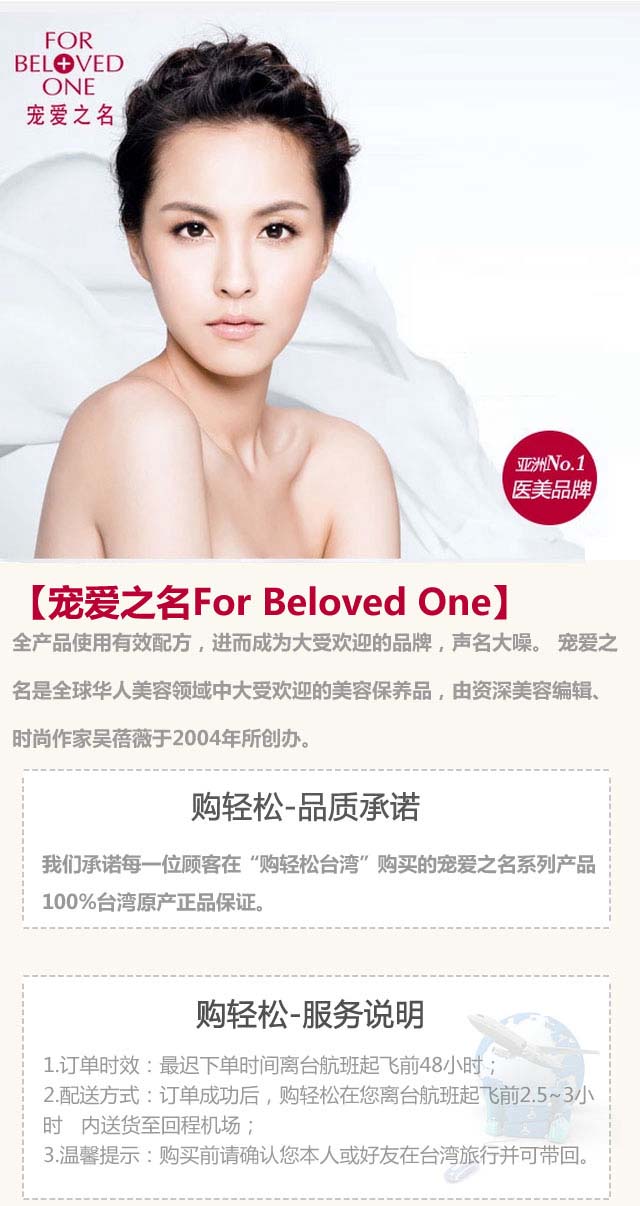 FOR
BELOVED
ONE
宠爱之名
亚洲No.1
医美品牌
【宠爱之名For Beloved One】
全产品使用有效配方，进而成为大受欢迎的品牌，声名大噪。 宠爱之
名是全球华人美容领域中大受欢迎的美容保养品，由资深美容编辑、
时尚作家吴蓓薇于2004年所创办。
购轻松-品质承诺
我们承诺每一位顾客在“购轻松台湾”购买的宠爱之名系列产品
100%台湾原产正品保证。
购轻松-服务说明
1.订单时效：最迟下单时间离台航班起飞前48小时；
2.配送方式：订单成功后，购轻松在您离台航班起飞前2.5~3小
时 内送货至回程机场；
3.温馨提示：购买前请确认您本人或好友在台湾旅行并可带回。